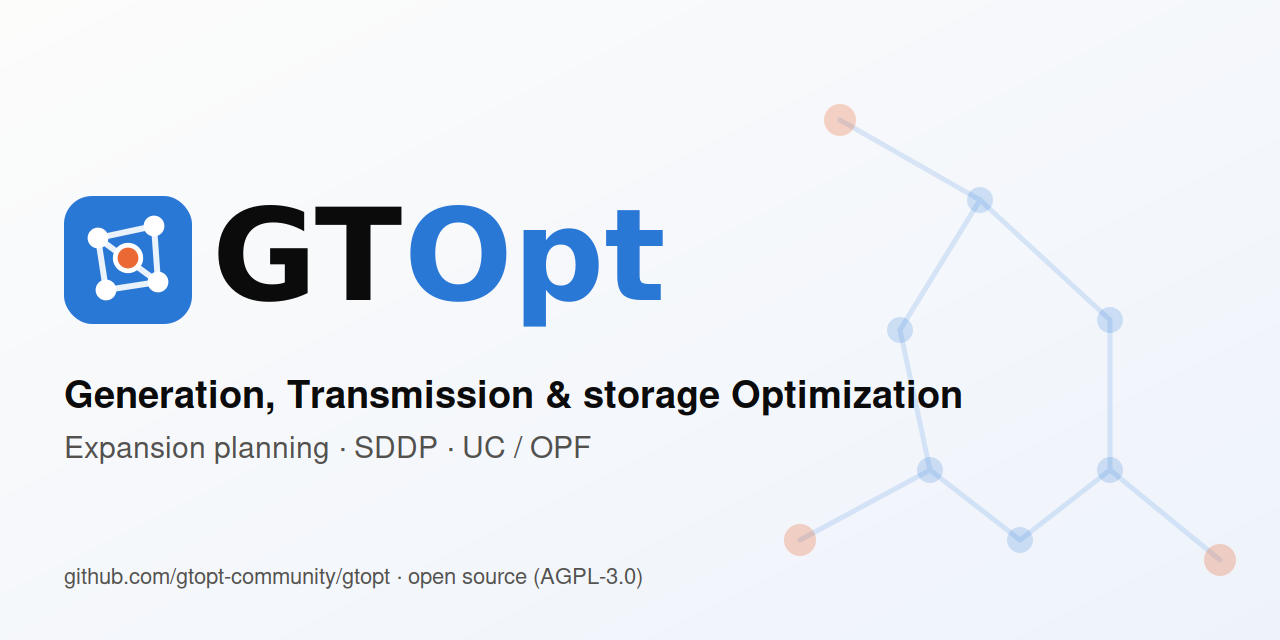 GTOpt
Generation, Transmission & storage Optimization
Expansion planning · SDDP · UC / OPF
github.com/gtopt-community/gtopt · open source (AGPL-3.0)